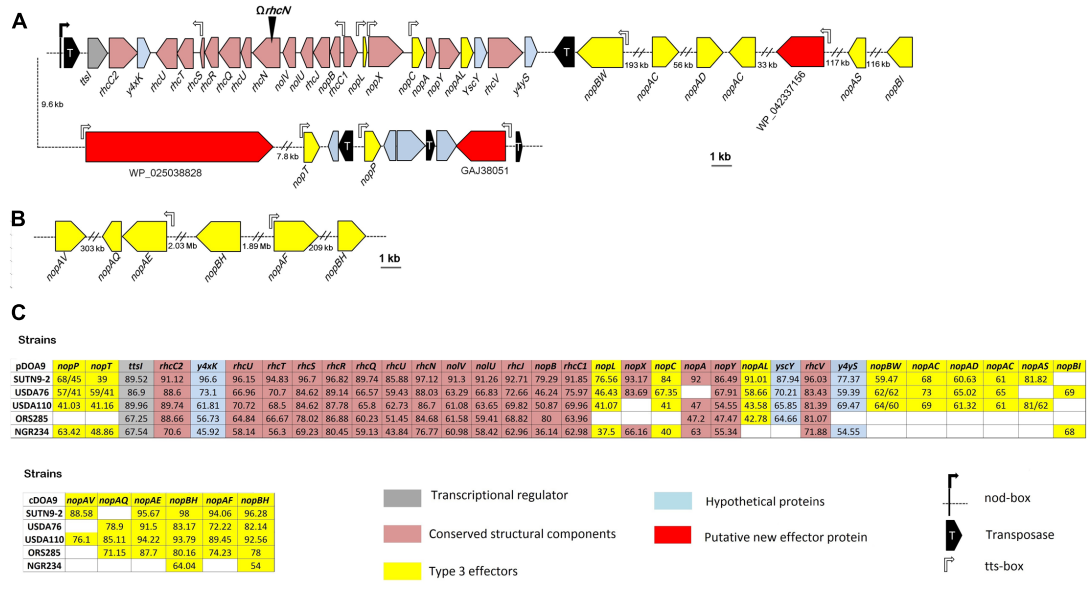 A
ΩrhcN
T
T
ttsI rhcC2 y4xK rhcU rhcT rhcS rhcR rhcQ rhcU rhcN nolV nolU rhcJ nopB rhcC1 nopL nopX nopC nopA nopY nopAL YscY rhcV y4yS nopBW nopAC nopAD nopAC WP_042337156 nopAS nopBI
193 kb 56 kb 33 kb 117 kb 116 kb
9.6 kb
T T T
7.8 kb
WP_025038828 nopT nopP GAJ38051
1 kb
B
303 kb 2.03 Mb 1.89 Mb 209 kb
nopAV nopAQ nopAE nopBH nopAF nopBH
1 kb
C
Strains
pDOA9 nopP nopT ttsI rhcC2 y4xK rhcU rhcT rhcS rhcR rhcQ rhcU rhcN nolV nolU rhcJ nopB rhcC1 nopL nopX nopC nopA nopY nopAL yscY rhcV y4yS nopBW nopAC nopAD nopAC nopAS nopBI
SUTN9-2 68/45 39 89.52 91.12 96.6 96.15 94.83 96.7 96.82 89.74 85.88 97.12 91.3 91.26 92.71 79.29 91.85 76.56 93.17 84 92 86.49 91.01 87.94 96.03 77.37 59.47 68 60.63 61 81.82
USDA76 57/41 59/41 86.9 88.6 73.1 66.96 70.7 84.62 89.14 66.86 66.57 59.43 88.03 63.29 66.83 72.66 46.24 75.97 46.43 83.69 67.35 67.91 58.66 70.21 83.43 59.39 62/62 73 65.02 65 69
USDA110 41.03 41.16 89.96 89.74 61.81 70.72 68.5 84.62 87.78 65.8 62.73 86.7 61.08 63.65 69.82 50.87 69.96 41.07 41 47 54.55 43.58 65.85 81.39 69.47 64/60 69 61.32 61 81/62
ORS285 67.25 88.66 56.73 64.84 66.67 78.02 86.88 60.23 51.45 84.68 61.58 59.41 68.82 80 63.96 47.2 47.47 42.78 64.66 81.07
NGR234 63.42 48.86 67.54 70.6 45.92 58.14 56.3 69.23 80.45 59.13 43.84 76.77 60.98 58.42 62.96 36.14 62.98 37.5 66.16 40 63 55.34 71.88 54.55 68
Strains
cDOA9 nopAV nopAQ nopAE nopBH nopAF nopBH
SUTN9-2 88.58 95.67 98 94.06 96.28
USDA76 78.9 91.5 83.17 72.22 82.14
USDA110 76.1 85.11 94.22 93.79 89.45 92.56
ORS285 71.15 87.7 80.16 74.23 78
NGR234 64.04 54
Transcriptional regulator
Conserved structural components
Type 3 effectors
Hypothetical proteins
Putative new effector protein
nod-box
T Transposase
tts-box